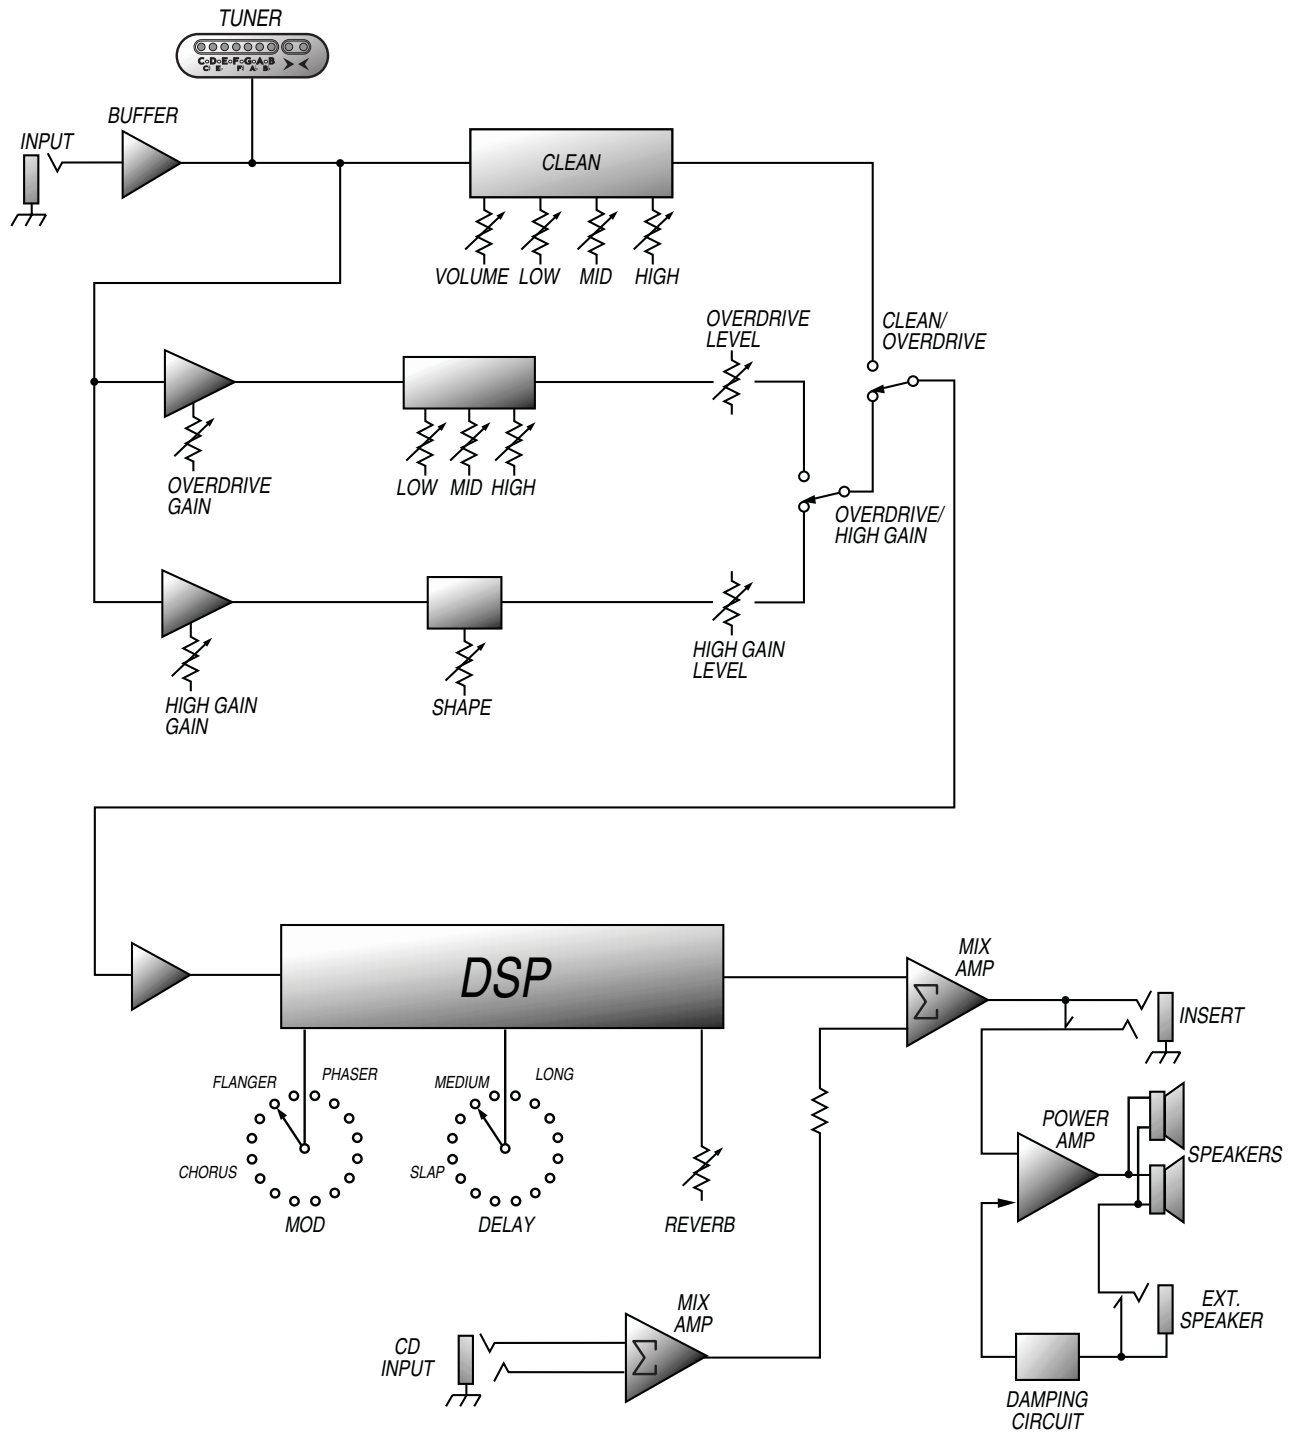 TUNER
C D E F G A B
BUFFER
INPUT
CLEAN
VOLUME LOW MID HIGH
OVERDRIVE
LEVEL
CLEAN/
OVERDRIVE
OVERDRIVE
GAIN
LOW MID HIGH
OVERDRIVE/
HIGH GAIN
HIGH GAIN
GAIN
SHAPE
HIGH GAIN
LEVEL
DSP
MIX
AMP
INSERT
FLANGER
PHASER
CHORUS
MOD
MEDIUM
LONG
SLAP
DELAY
REVERB
POWER
AMP
SPEAKERS
CD
INPUT
MIX
AMP
EXT.
SPEAKER
DAMPING
CIRCUIT
Σ
Σ